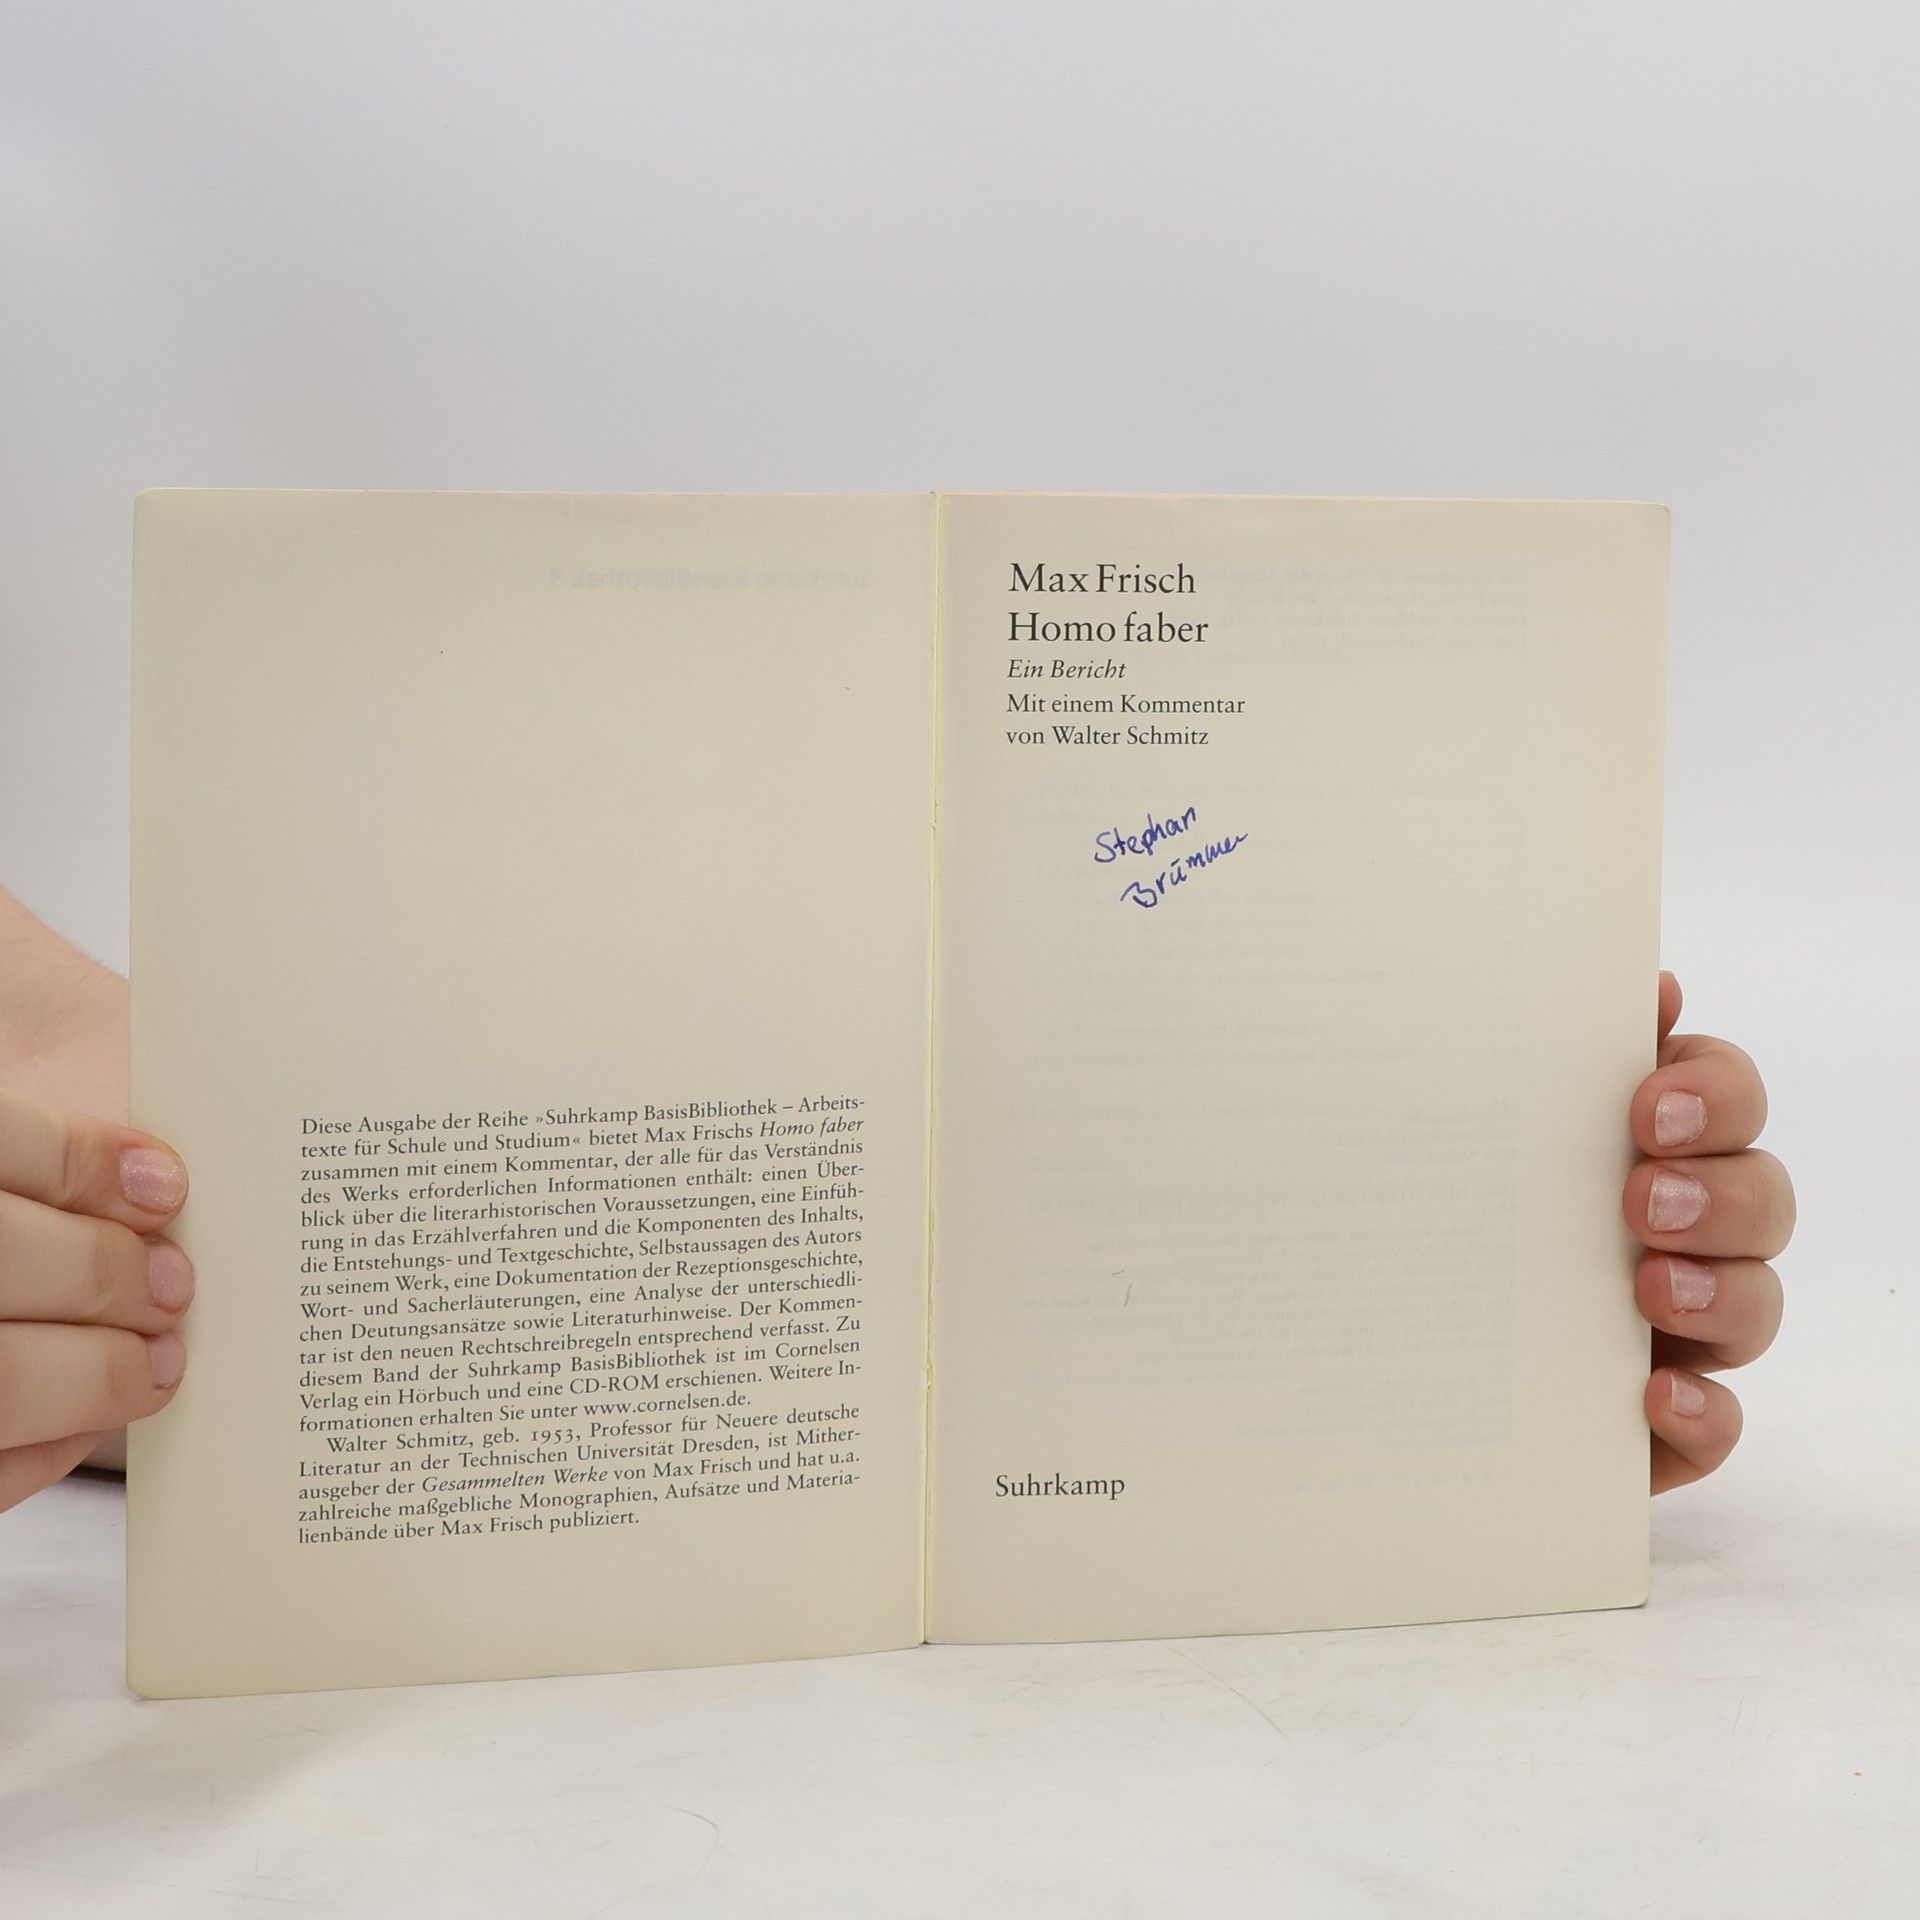 Diese Ausgabe der Reihe »Suhrkamp BasisBibliothek – Arbeits-
texte für Schule und Studium« bietet Max Frischs Homo faber
zusammen mit einem Kommentar, der alle für das Verständnis
des Werks erforderlichen Informationen enthält: einen Über-
blick über die literarhistorischen Voraussetzungen, eine Einfüh-
rung in das Erzählverfahren und die Komponenten des Inhalts,
die Entstehungs- und Textgeschichte, Selbstaussagen des Autors
zu seinem Werk, eine Dokumentation der Rezeptionsgeschichte,
Wort- und Sacherläuterungen, eine Analyse der unterschiedli-
chen Deutungsansätze sowie Literaturhinweise. Der Kommen-
tar ist den neuen Rechtschreibregeln entsprechend verfasst. Zu
diesem Band der Suhrkamp BasisBibliothek ist im Cornelsen
Verlag ein Hörbuch und eine CD-ROM erschienen. Weitere In-
formationen erhalten Sie unter www.cornelsen.de.
Walter Schmitz, geb. 1953, Professor für Neuere deutsche
Literatur an der Technischen Universität Dresden, ist Mither-
ausgeber der Gesammelten Werke von Max Frisch und hat u.a.
zahlreiche maßgebliche Monographien, Aufsätze und Materia-
lienbände über Max Frisch publiziert.
Max Frisch
Homo faber
Ein Bericht
Mit einem Kommentar
von Walter Schmitz
Stephan
Brümmer
Suhrkamp